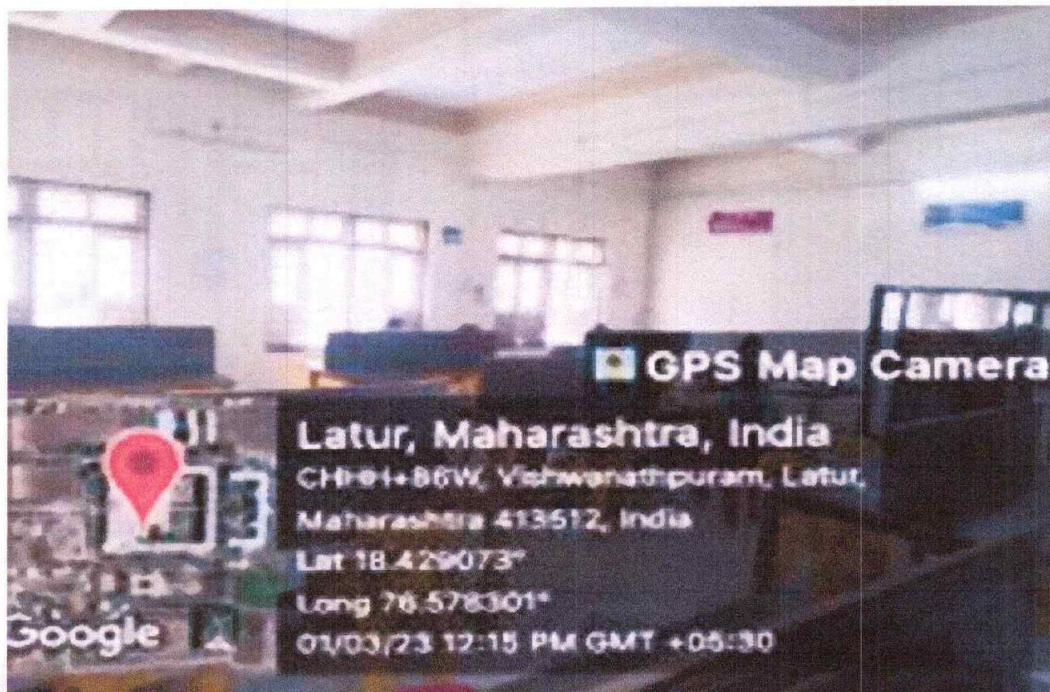 GPS Map Camera
Latur, Maharashtra, India
Vishwanathpuram, Latur,
Maharashtra 413512, India
Lat 18.429073°
Long 76.578301°
01/03/23 12:15 PM GMT +05:30
Google